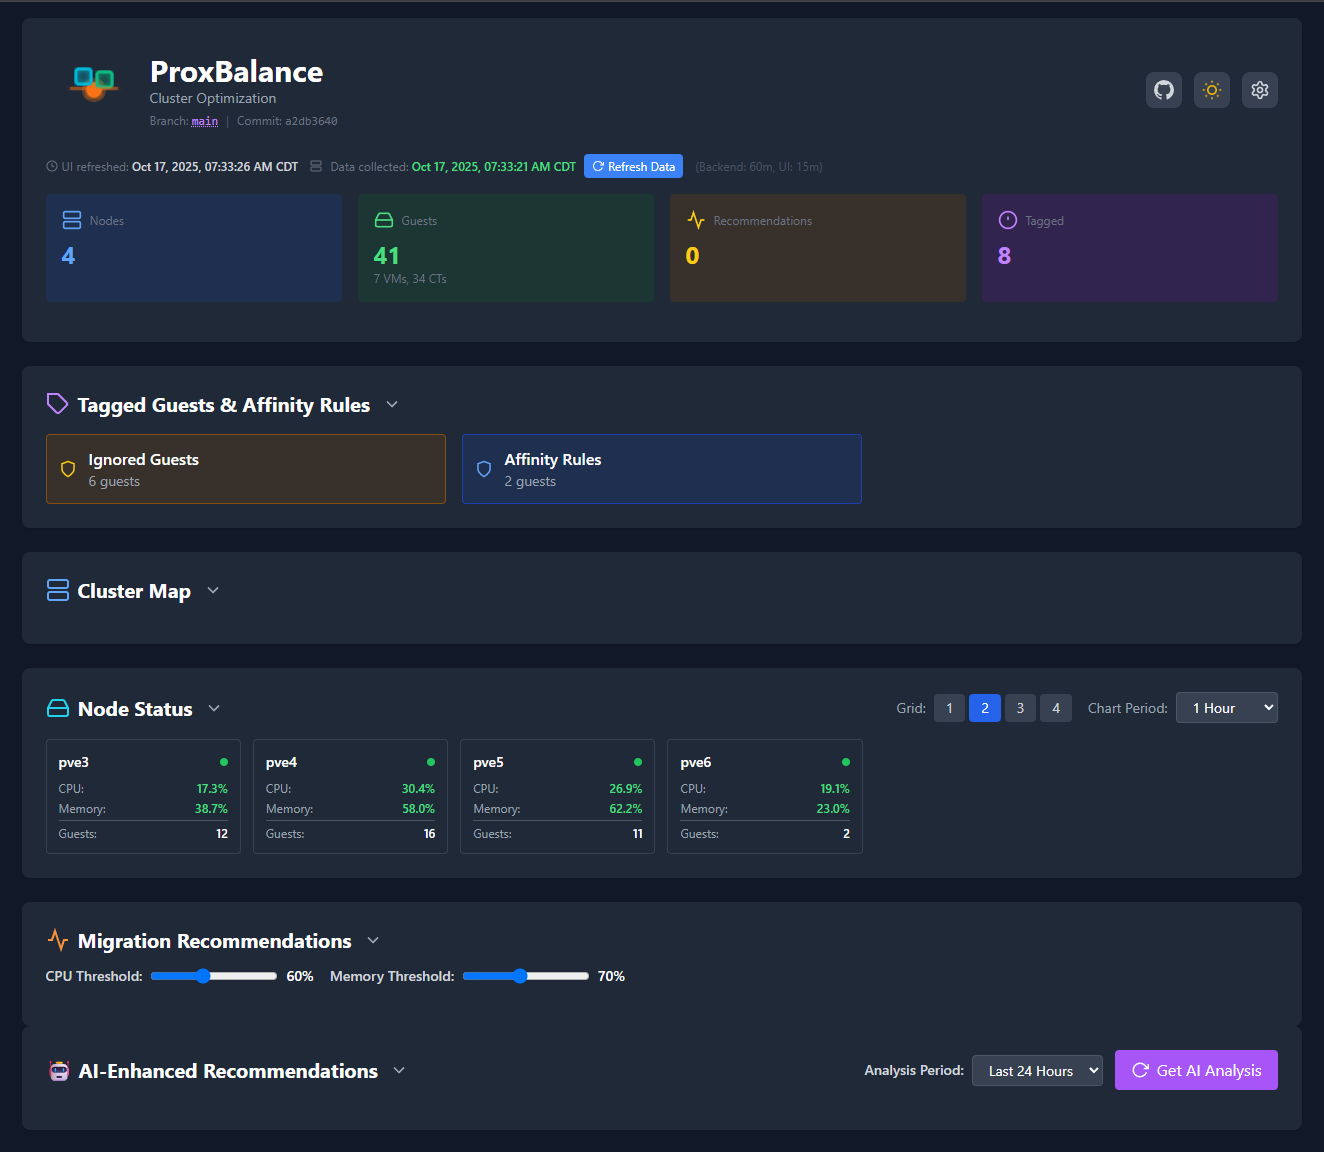 ProxBalance
Cluster Optimization
Branch: main | Commit: a2db3640
UI refreshed: Oct 17, 2025, 07:33:26 AM CDT Data collected: Oct 17, 2025, 07:33:21 AM CDT Refresh Data (Backend: 60m, UI: 15m)
Nodes
4
Guests
41
7 VMs, 34 CTs
Recommendations
0
Tagged
8
Tagged Guests & Affinity Rules
Ignored Guests
6 guests
Affinity Rules
2 guests
Cluster Map
Node Status
Grid: 1 2 3 4 Chart Period: 1 Hour
pve3
CPU: 17.3%
Memory: 38.7%
Guests: 12
pve4
CPU: 30.4%
Memory: 58.0%
Guests: 16
pve5
CPU: 26.9%
Memory: 62.2%
Guests: 11
pve6
CPU: 19.1%
Memory: 23.0%
Guests: 2
Migration Recommendations
CPU Threshold: 60% Memory Threshold: 70%
AI-Enhanced Recommendations
Analysis Period: Last 24 Hours Get AI Analysis